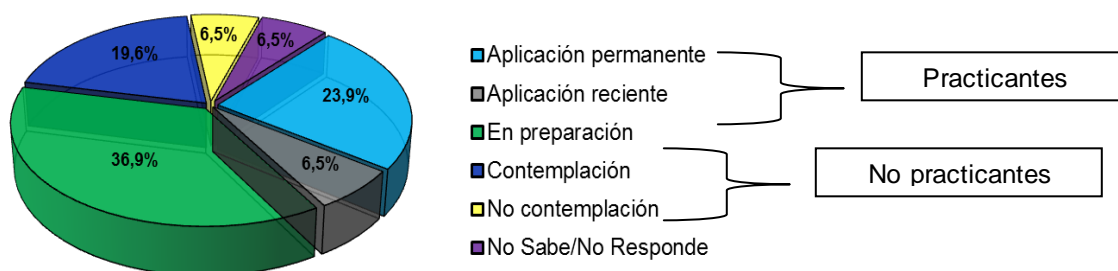 6,5%
6,5%
19,6%
23,9%
36,9%
6,5%
Aplicación permanente
Aplicación reciente
En preparación
Contemplación
No contemplación
No Sabe/No Responde
Practicantes
No practicantes